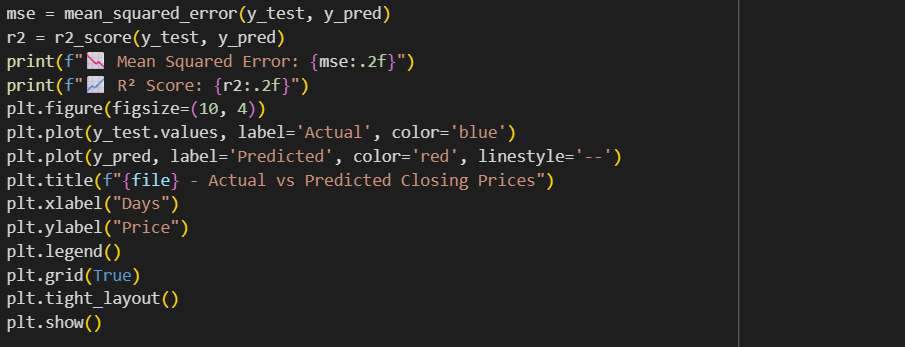 mse = mean_squared_error(y_test, y_pred)
r2 = r2_score(y_test, y_pred)
print(f"📉 Mean Squared Error: {mse:.2f}")
print(f"📈 R² Score: {r2:.2f}")
plt.figure(figsize=(10, 4))
plt.plot(y_test.values, label='Actual', color='blue')
plt.plot(y_pred, label='Predicted', color='red', linestyle='--')
plt.title(f"{file} - Actual vs Predicted Closing Prices")
plt.xlabel("Days")
plt.ylabel("Price")
plt.legend()
plt.grid(True)
plt.tight_layout()
plt.show()